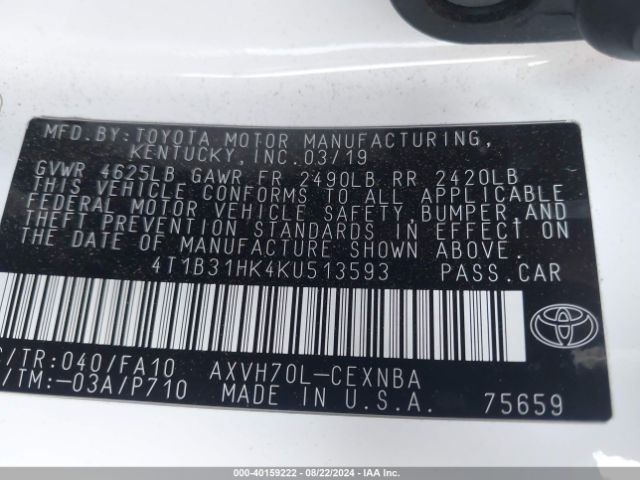 MFD. BY: TOYOTA MOTOR MANUFACTURING,
KENTUCKY, INC. 03/19
GVWR 4625LB GAWR FR 2490LB RR 2420LB
THIS VEHICLE CONFORMS TO ALL APPLICABLE
FEDERAL MOTOR VEHICLE SAFETY, BUMPER, AND
THEFT PREVENTION STANDARDS IN EFFECT ON
THE DATE OF MANUFACTURE SHOWN ABOVE.
4T1B31HK4KU513593 PASS. CAR
/TR: 040/FA10 AXVH70L-CEXNBA
/TM:-03A/P710 MADE IN U.S.A. 75659
000-40159222 - 08/22/2024 - IAA Inc.